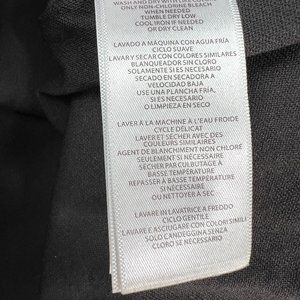 WASH AND DRY WITH LIKE COLORS
ONLY NON-CHLORINE BLEACH
WHEN NEEDED
TUMBLE DRY LOW
COOL IRON IF NEEDED
OR DRY CLEAN
LAVADO A MÁQUINA CON AGUA FRÍA
CICLO SUAVE
LAVAR Y SECAR CON COLORES SIMILARES
BLANQUEADOR SIN CLORO
SOLAMENTE SI ES NECESARIO
SECADO EN SECADORA A
VELOCIDAD BAJA
USE UNA PLANCHA FRÍA,
SI ES NECESARIO
O LIMPIEZA EN SECO
LAVER À LA MACHINE À L'EAU FROIDE
CYCLE DÉLICAT
LAVER ET SÉCHER AVEC DES
COULEURS SIMILAIRES
AGENT DE BLANCHIMENT NON CHLORÉ
SEULEMENT SI NÉCESSAIRE
SÉCHER PAR CULBUTAGE À
BASSE TEMPÉRATURE
REPASSER À BASSE TEMPÉRATURE
SI NÉCESSAIRE
OU NETTOYER À SEC
LAVARE IN LAVATRICE A FREDDO
CICLO GENTILE
LAVARE E ASCIUGARE CON COLORI SIMILI
SOLO CANDEGGINA SENZA
CLORO SE NECESSARIO